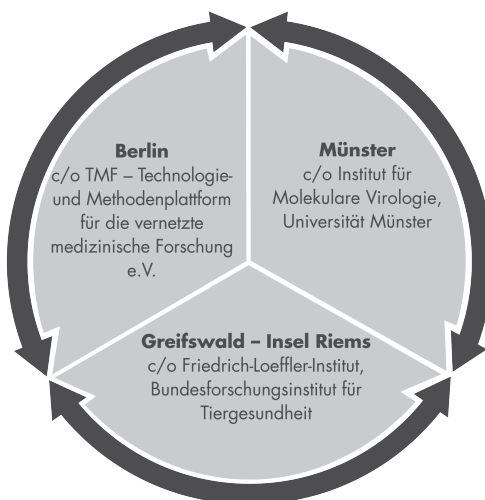 Berlin
c/o TMF – Technologie-
und Methodenplattform
für die vernetzte
medizinische Forschung
e.V.
Münster
c/o Institut für
Molekulare Virologie,
Universität Münster
Greifswald – Insel Riems
c/o Friedrich-Loeffler-Institut,
Bundesforschungsinstitut für
Tiergesundheit